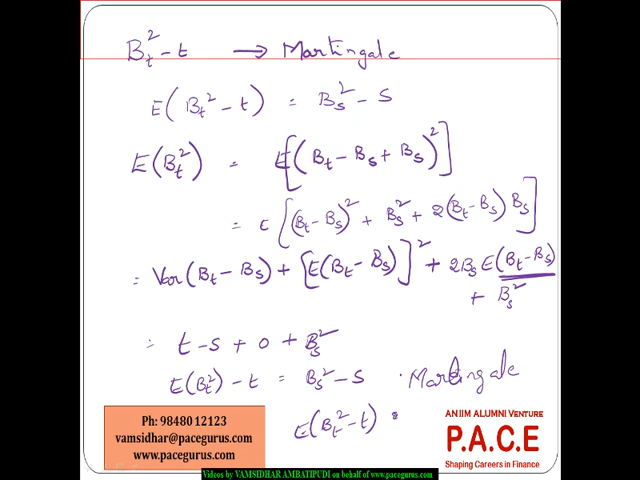 B_t^2 - t → Martingale
E(B_t^2 - t) = B_s^2 - s
E(B_t^2) = E[(B_t - B_s + B_s)^2]
= E[(B_t - B_s)^2 + B_s^2 + 2(B_t - B_s) B_s]
= Var(B_t - B_s) + [E(B_t - B_s)]^2 + 2B_s E(B_t - B_s)
+ B_s^2
= t - s + 0 + B_s^2
E(B_t^2) - t = B_s^2 - s . Martingale
E(B_t^2 - t) =
Ph: 98480 12123
vamsidhar@pacegurus.com
www.pacegurus.com
AN IIM ALUMNI VENTURE
P.A.C.E
Shaping Careers in Finance
Videos by VAMSIDHAR AMBATIPUDI on behalf of www.pacegurus.com